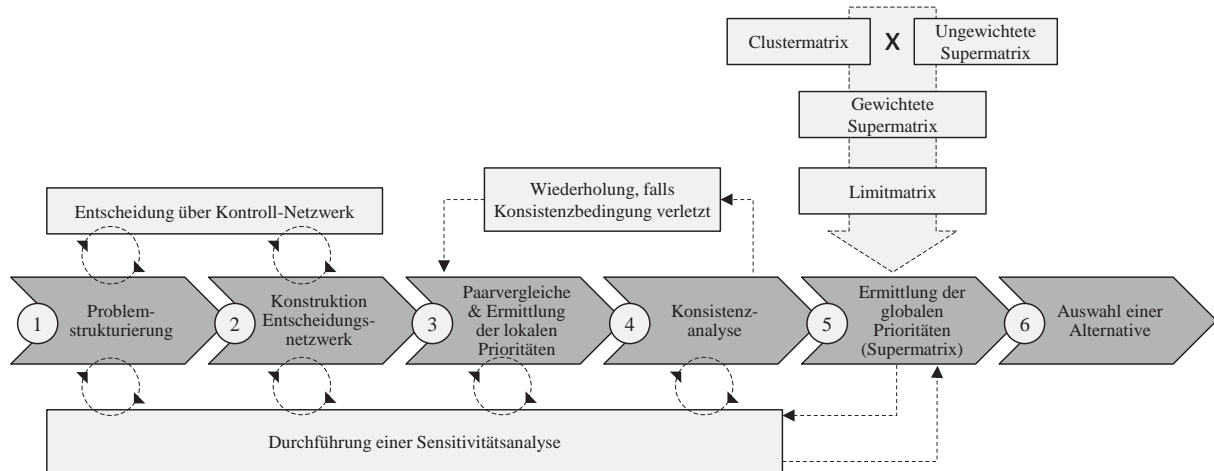 Clustermatrix
X
Ungewichtete
Supermatrix
Gewichtete
Supermatrix
Limitmatrix
Wiederholung, falls
Konsistenzbedingung verletzt
Entscheidung über Kontroll-Netzwerk
1
Problem-
strukturierung
2
Konstruktion
Entscheidungs-
netzwerk
3
Paarvergleiche
& Ermittlung
der lokalen
Prioritäten
4
Konsistenz-
analyse
5
Ermittlung der
globalen
Prioritäten
(Supermatrix)
6
Auswahl einer
Alternative
Durchführung einer Sensitivitätsanalyse